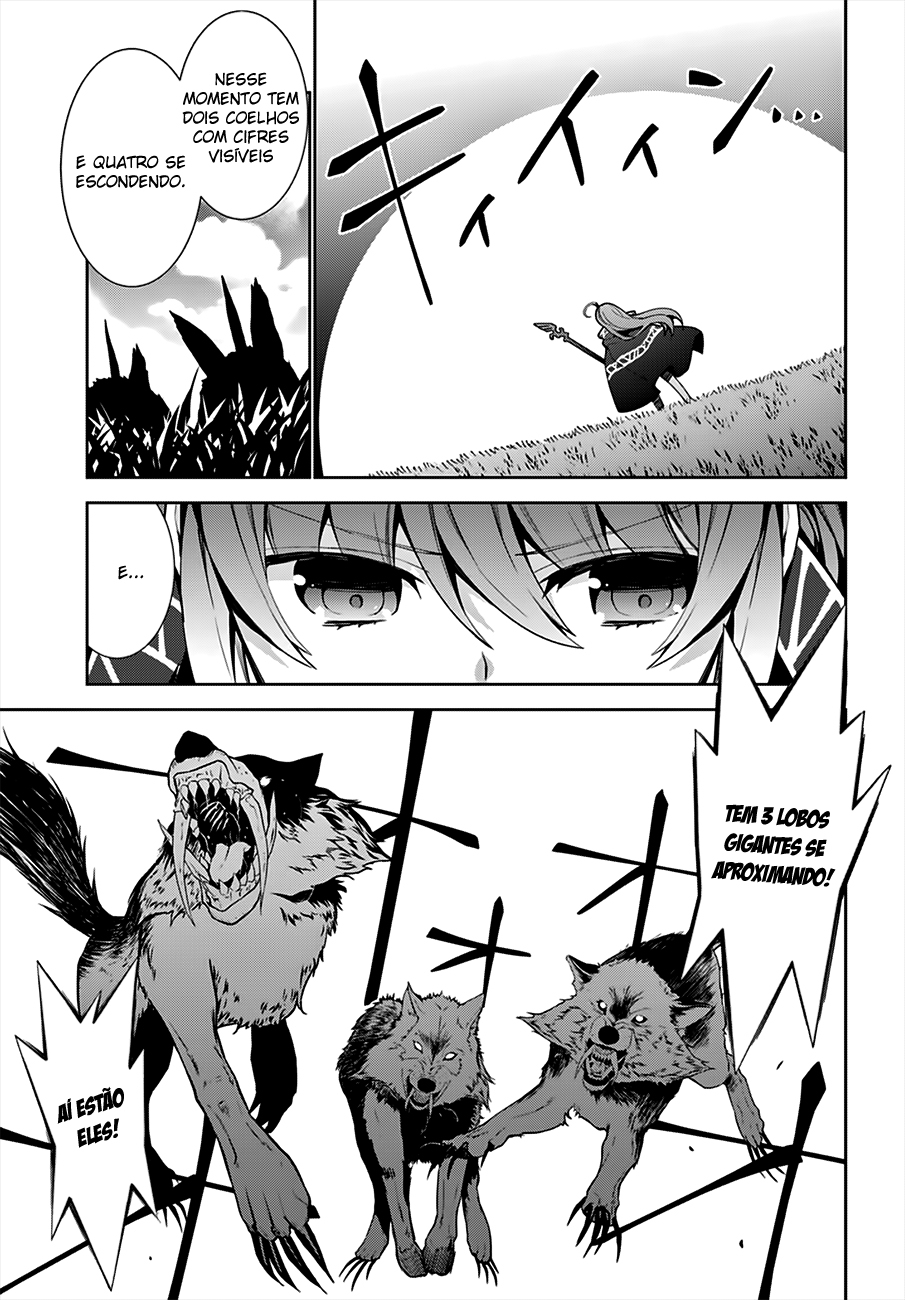 キィイィン...
NESSE
MOMENTO TEM
DOIS COELHOS
COM CIFRES
VISÍVEIS
E QUATRO SE
ESCONDENDO.
E...
TEM 3 LOBOS
GIGANTES SE
APROXIMANDO!
AÍ ESTÃO
ELES!